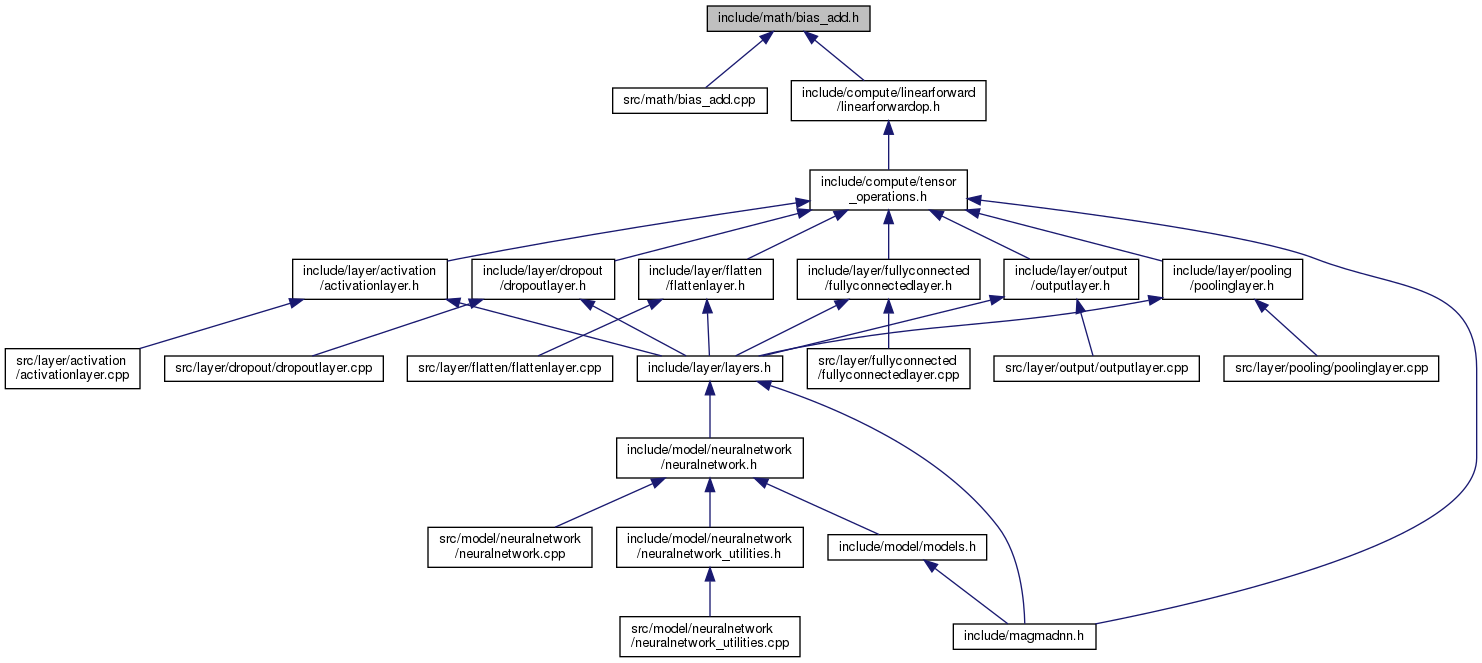 include/math/bias_add.h
src/math/bias_add.cpp
include/compute/linearforward
/linearforwardop.h
include/compute/tensor
_operations.h
include/layer/activation
/activationlayer.h
include/layer/dropout
/dropoutlayer.h
include/layer/flatten
/flattenlayer.h
include/layer/fullyconnected
/fullyconnectedlayer.h
include/layer/output
/outputlayer.h
include/layer/pooling
/poolinglayer.h
src/layer/activation
/activationlayer.cpp
src/layer/dropout/dropoutlayer.cpp
src/layer/flatten/flattenlayer.cpp
include/layer/layers.h
src/layer/fullyconnected
/fullyconnectedlayer.cpp
src/layer/output/outputlayer.cpp
src/layer/pooling/poolinglayer.cpp
include/model/neuralnetwork
/neuralnetwork.h
src/model/neuralnetwork
/neuralnetwork.cpp
include/model/neuralnetwork
/neuralnetwork_utilities.h
include/model/models.h
src/model/neuralnetwork
/neuralnetwork_utilities.cpp
include/magmadnn.h